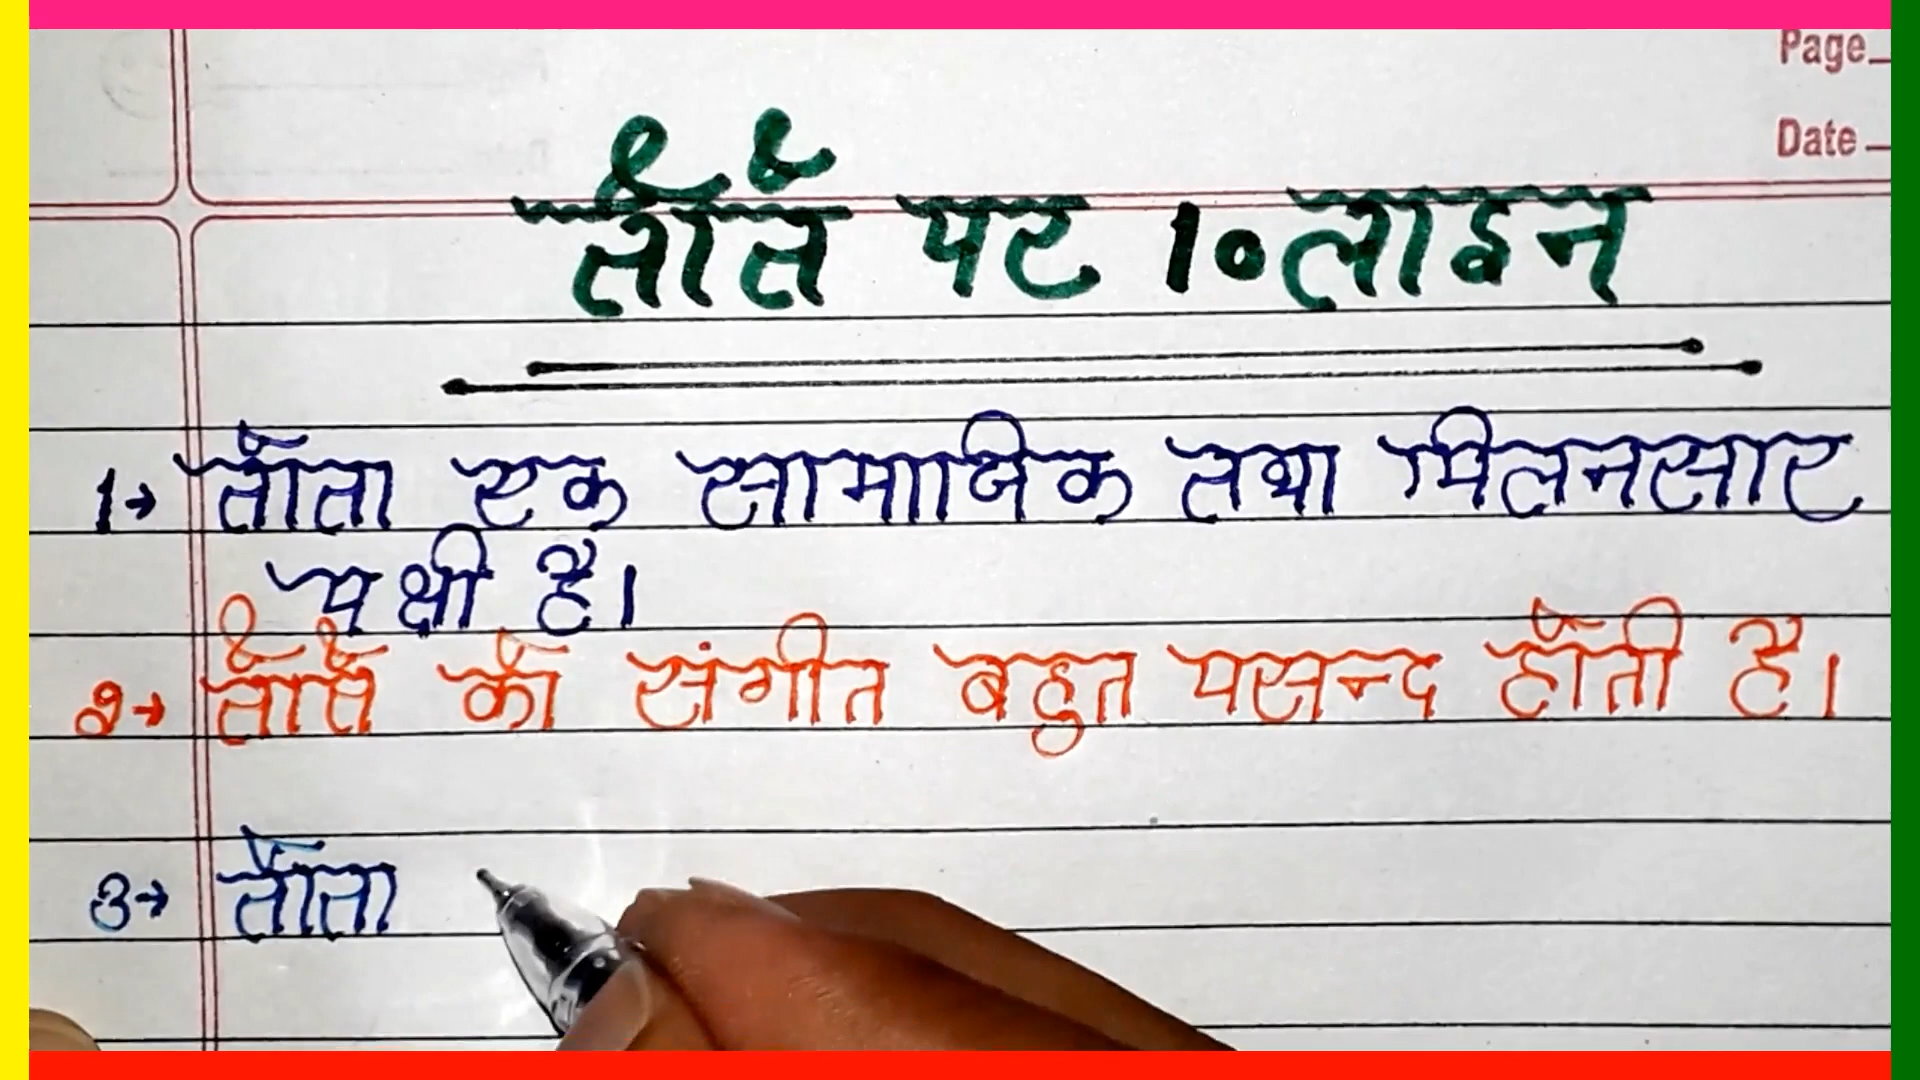 Page
Date
तोते पर 10 लाइन
1→ तोता एक सामाजिक तथा मिलनसार
पक्षी है।
2→ तोते को संगीत बहुत पसन्द होती है।
3→ तोता